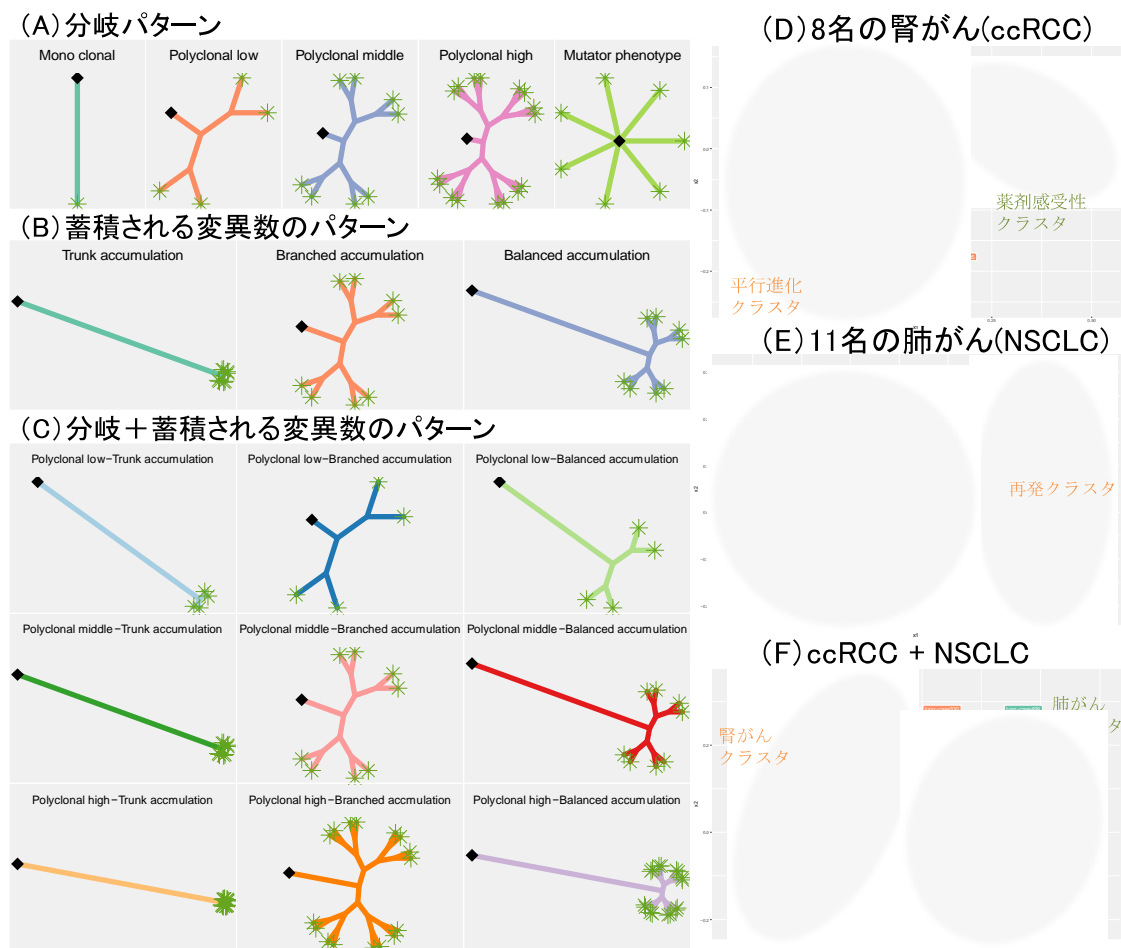 (A)分岐パターン
Mono clonal
Polyclonal low
Polyclonal middle
Polyclonal high
Mutator phenotype
(B)蓄積される変異数のパターン
Trunk accumulation
Branched accumulation
Balanced accumulation
(C)分岐＋蓄積される変異数のパターン
Polyclonal low−Trunk accumulation
Polyclonal low−Branched accumulation
Polyclonal low−Balanced accumulation
Polyclonal middle−Trunk accumulation
Polyclonal middle−Branched accumulation
Polyclonal middle−Balanced accumulation
Polyclonal high−Trunk accmulation
Polyclonal high−Branched accmulation
Polyclonal high−Balanced accumulation
(D)8名の腎がん(ccRCC)
薬剤感受性
クラスタ
平行進化
クラスタ
(E)11名の肺がん(NSCLC)
再発クラスタ
(F)ccRCC + NSCLC
腎がん
クラスタ
肺がん